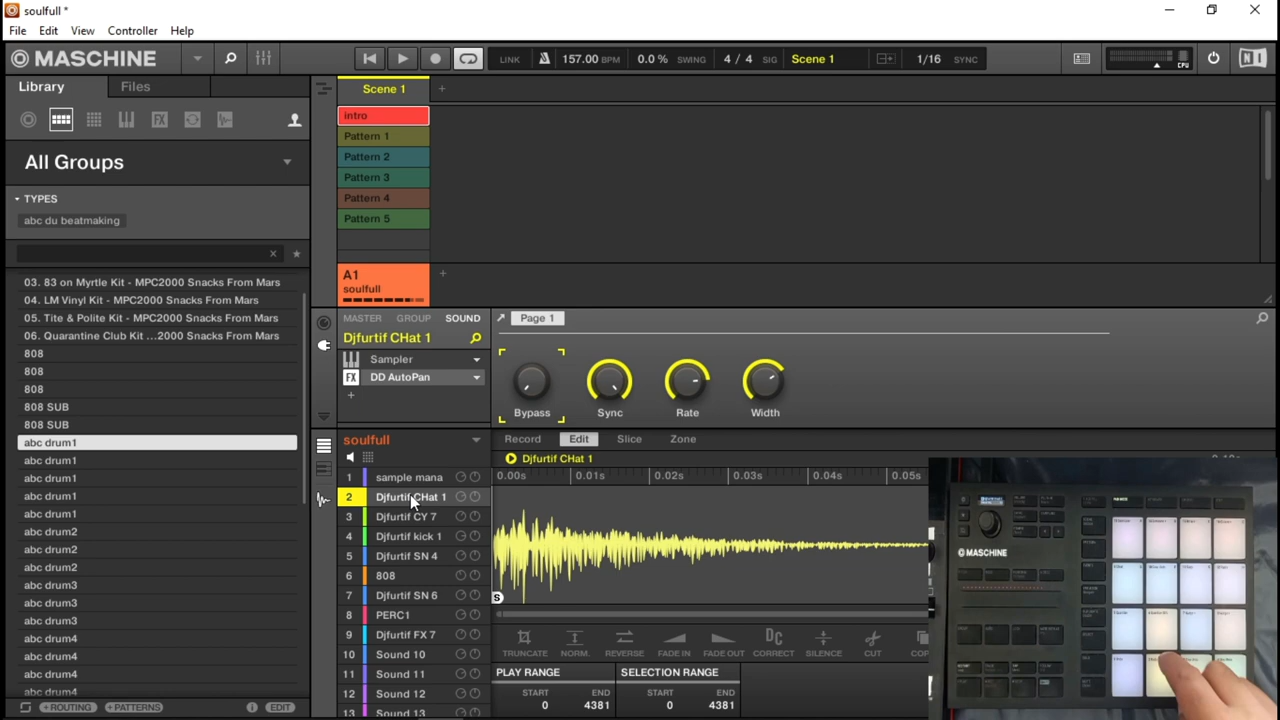 soulfull *
File Edit View Controller Help
MASCHINE LINK 157.00 BPM 0.0% SWING 4 / 4 SIG Scene 1 1/16 SYNC CPU
Library Files
Scene 1 +
All Groups
TYPES
abc du beatmaking
03. 83 on Myrtle Kit - MPC2000 Snacks From Mars
04. LM Vinyl Kit - MPC2000 Snacks From Mars
05. Tite & Polite Kit - MPC2000 Snacks From Mars
06. Quarantine Club Kit ...2000 Snacks From Mars
808
808
808
808 SUB
808 SUB
abc drum1
abc drum1
abc drum1
abc drum1
abc drum1
abc drum2
abc drum2
abc drum2
abc drum3
abc drum3
abc drum3
abc drum4
abc drum4
abc drum4
abc drum4
+ ROUTING + PATTERNS EDIT
intro
Pattern 1
Pattern 2
Pattern 3
Pattern 4
Pattern 5
A1 +
soulfull
MASTER GROUP SOUND
Djfurtif CHat 1
Sampler
FX DD AutoPan
+
Page 1
Bypass Sync Rate Width
soulfull
1 sample mana
2 Djfurtif CHat 1
3 Djfurtif CY 7
4 Djfurtif kick 1
5 Djfurtif SN 4
6 808
7 Djfurtif SN 6
8 PERC1
9 Djfurtif FX 7
10 Sound 10
11 Sound 11
12 Sound 12
13 Sound 13
Record Edit Slice Zone
Djfurtif CHat 1
0.00s 0.01s 0.02s 0.03s 0.04s 0.05s
S
TRUNCATE NORM. REVERSE FADE IN FADE OUT CORRECT SILENCE CUT COP
PLAY RANGE SELECTION RANGE
START END START END
0 4381 0 4381
MASCHINE